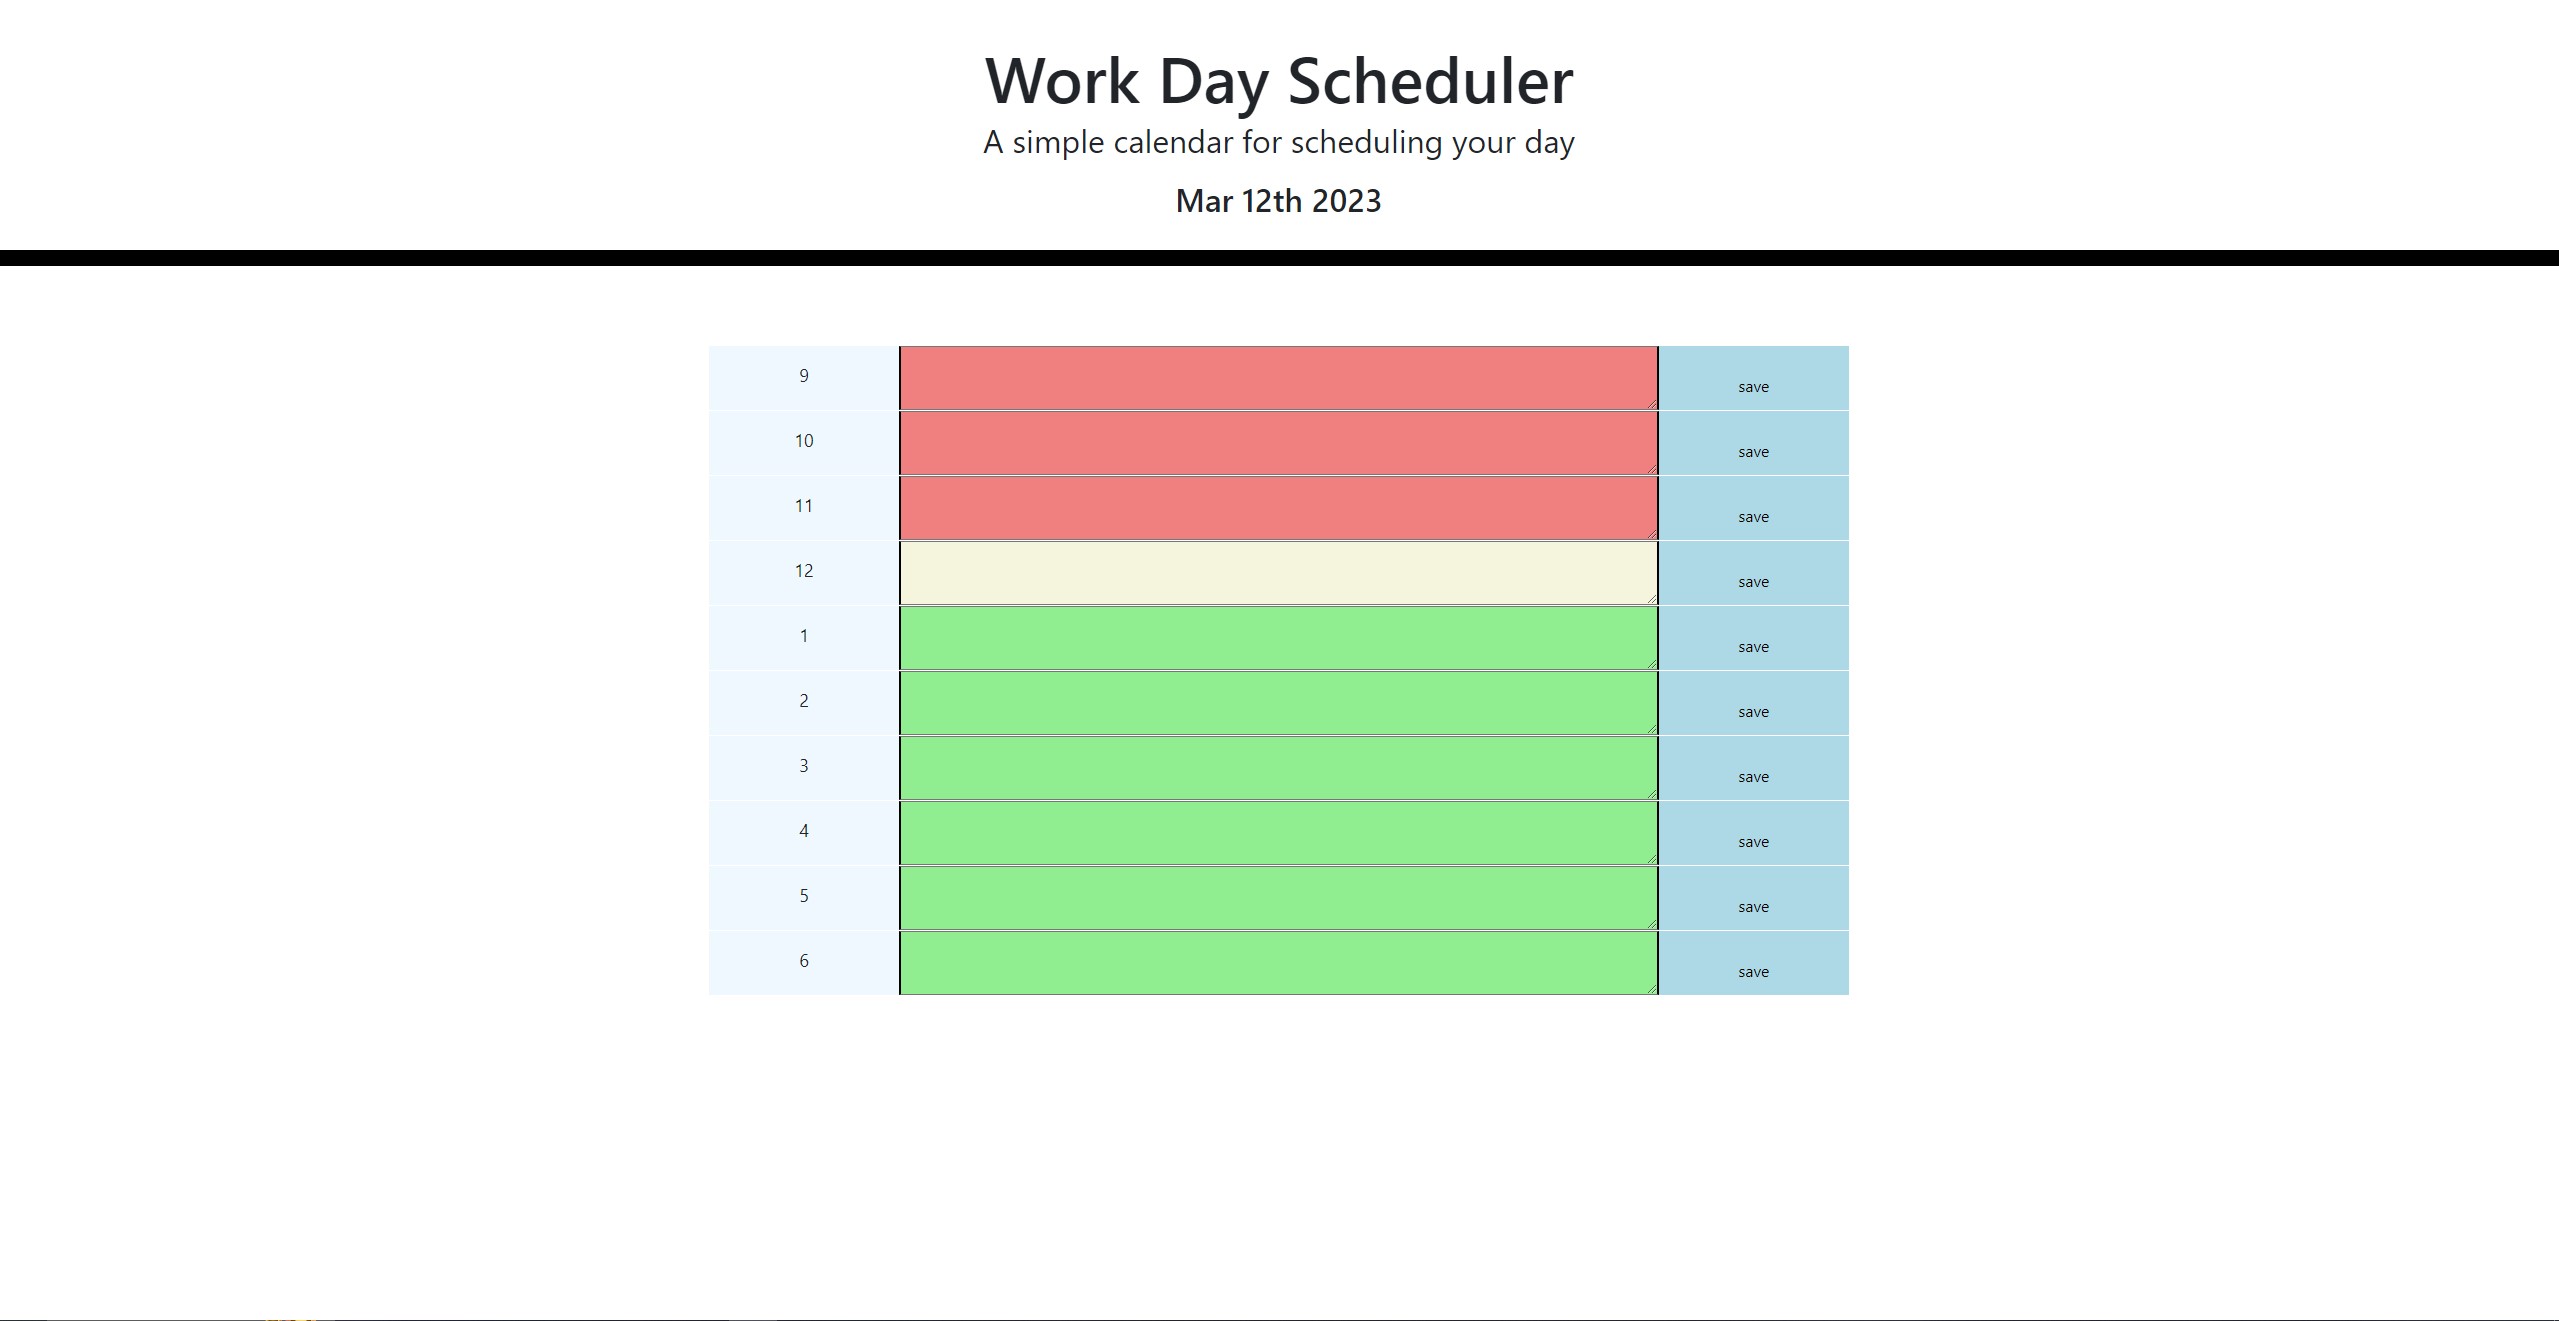 Work Day Scheduler
A simple calendar for scheduling your day
Mar 12th 2023
9 save
10 save
11 save
12 save
1 save
2 save
3 save
4 save
5 save
6 save